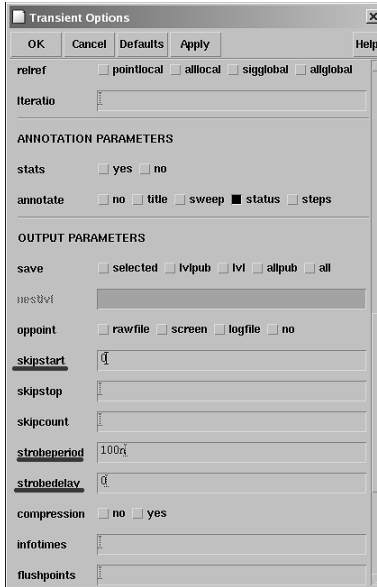 Transient Options
OK Cancel Defaults Apply Help
relref pointlocal alllocal sigglobal allglobal
Iteratio
ANNOTATION PARAMETERS
stats yes no
annotate no title sweep status steps
OUTPUT PARAMETERS
save selected lvlpub lvl allpub all
nestlvl
oppoint rawfile screen logfile no
skipstart 0
skipstop
skipcount
strobeperiod 100n
strobedelay 0
compression no yes
infotimes
flushpoints